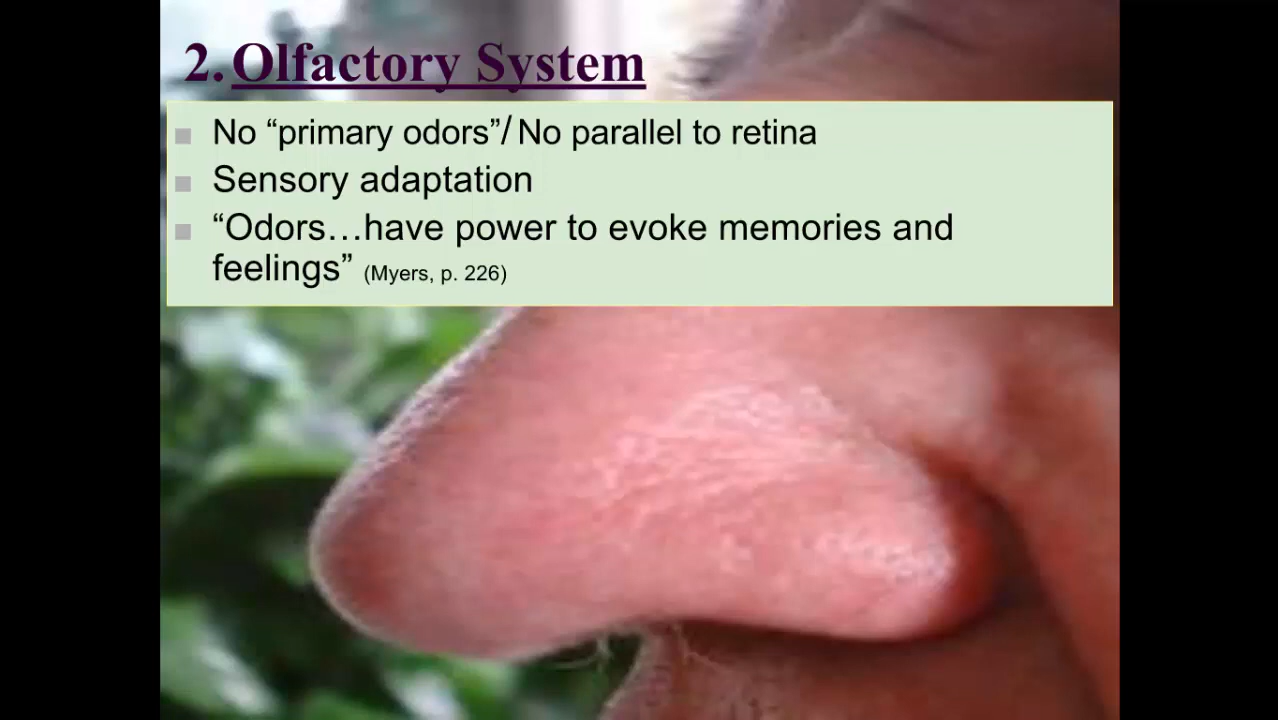 2. Olfactory System
No “primary odors”/ No parallel to retina
Sensory adaptation
“Odors…have power to evoke memories and
feelings” (Myers, p. 226)